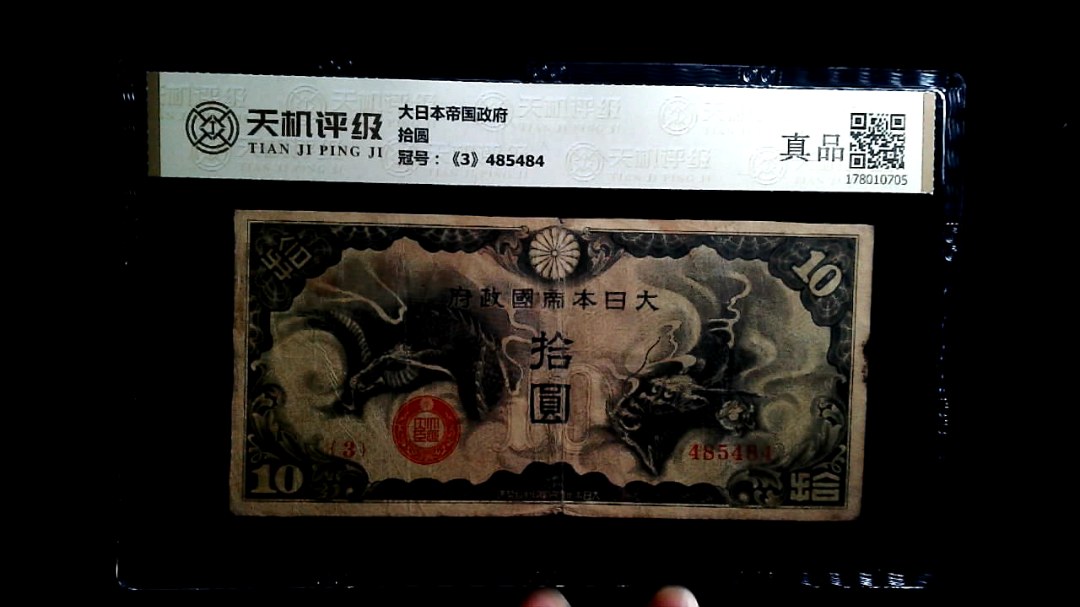 天机评级
TIAN JI PING JI
大日本帝国政府
拾圆
冠号：《3》485484
真品
178010705
10
府政國帝本日大
拾
圓
(3)
485484
10
拾